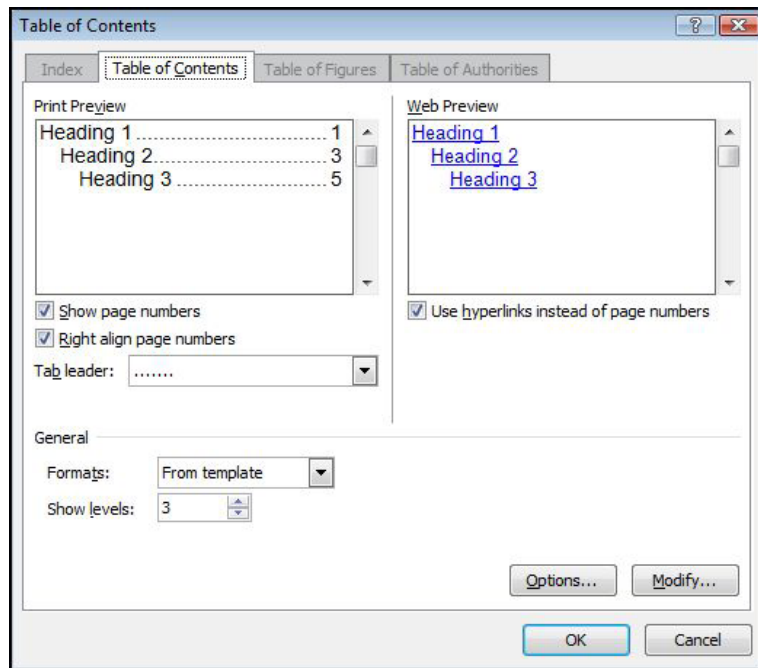 Table of Contents
Index Table of Contents Table of Figures Table of Authorities
Print Preview
Heading 1 ........................................ 1
Heading 2 .................................... 3
Heading 3 ................................ 5
Show page numbers
Right align page numbers
Tab leader: .......
Web Preview
Heading 1
Heading 2
Heading 3
Use hyperlinks instead of page numbers
General
Formats: From template
Show levels: 3
Options... Modify...
OK Cancel